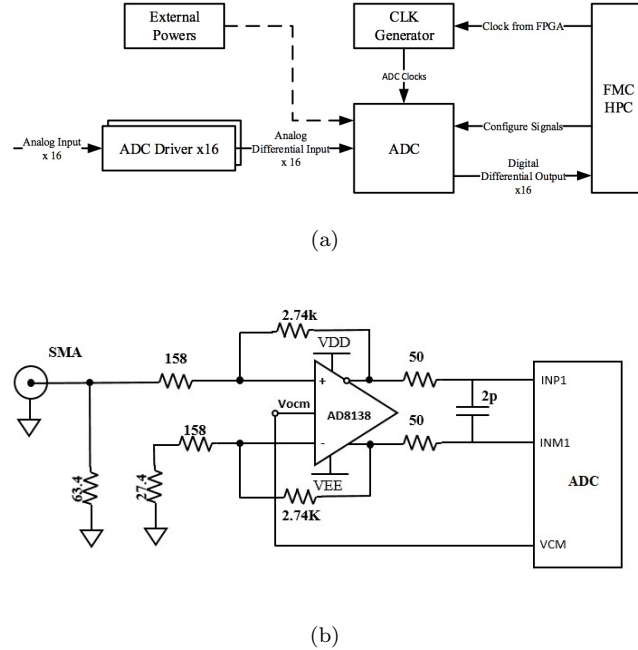 External
Powers
CLK
Generator
Clock from FPGA
FMC
HPC
ADC Clocks
Analog Input
x 16
ADC Driver x16
Analog
Differential Input
x 16
ADC
Configure Signals
Digital
Differential Output
x16
(a)
2.74k
SMA
158
VDD
50
INP1
Vocm
+
AD8138
2p
158
-
50
INM1
63.4
27.4
VEE
2.74K
ADC
VCM
(b)